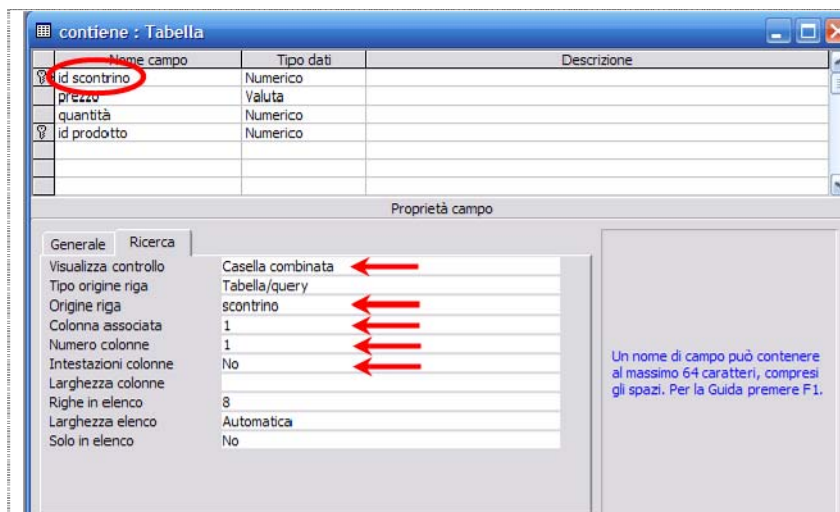 contiene : Tabella
Nome campo Tipo dati Descrizione
id scontrino Numerico
prezzo Valuta
quantità Numerico
id prodotto Numerico
Proprietà campo
Generale Ricerca
Visualizza controllo Casella combinata
Tipo origine riga Tabella/query
Origine riga scontrino
Colonna associata 1
Numero colonne 1
Intestazioni colonne No
Larghezza colonne
Righe in elenco 8
Larghezza elenco Automatica
Solo in elenco No
Un nome di campo può contenere
al massimo 64 caratteri, compresi
gli spazi. Per la Guida premere F1.